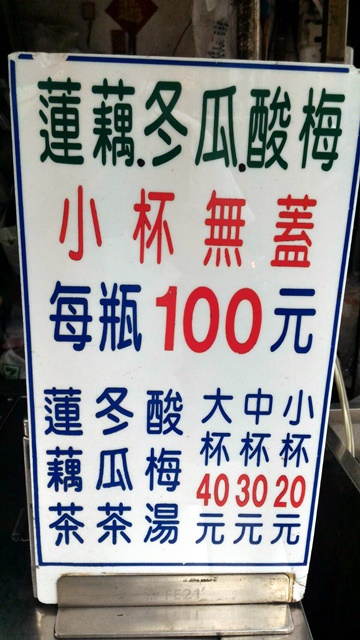 蓮藕.冬瓜.酸梅
小杯無蓋
每瓶100元
蓮藕茶
冬瓜茶
酸梅湯
大杯40元
中杯30元
小杯20元